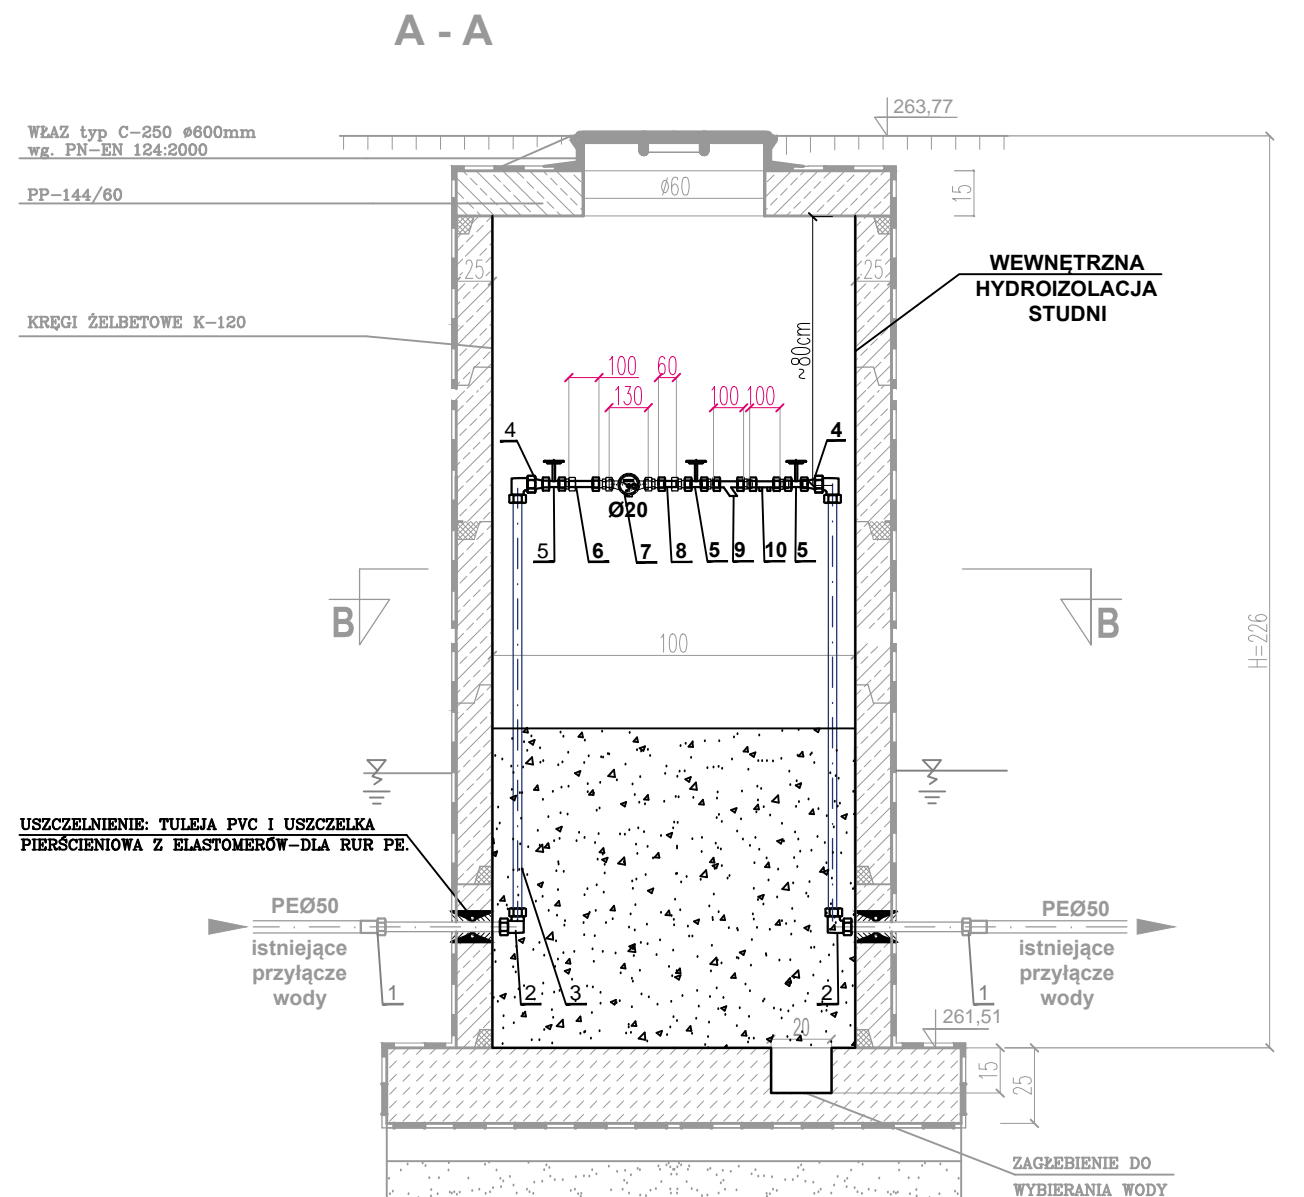 A - A
263,77
WŁAZ typ C-250 ø600mm
wg. PN-EN 124:2000
ø60
15
PP-144/60
25
25
WEWNĘTRZNA
HYDROIZOLACJA
STUDNI
KRĘGI ŻELBETOWE K-120
~80cm
100
60
130
100
100
4
4
Ø20
5
6
7
8
5
9
10
5
B
B
100
H=226
USZCZELNIENIE: TULEJA PVC I USZCZELKA
PIERŚCIENIOWA Z ELASTOMERÓW-DLA RUR PE.
PEØ50
PEØ50
istniejące
przyłącze
wody
istniejące
przyłącze
wody
1
2
3
2
1
261,51
20
15
25
ZAGŁEBIENIE DO
WYBIERANIA WODY